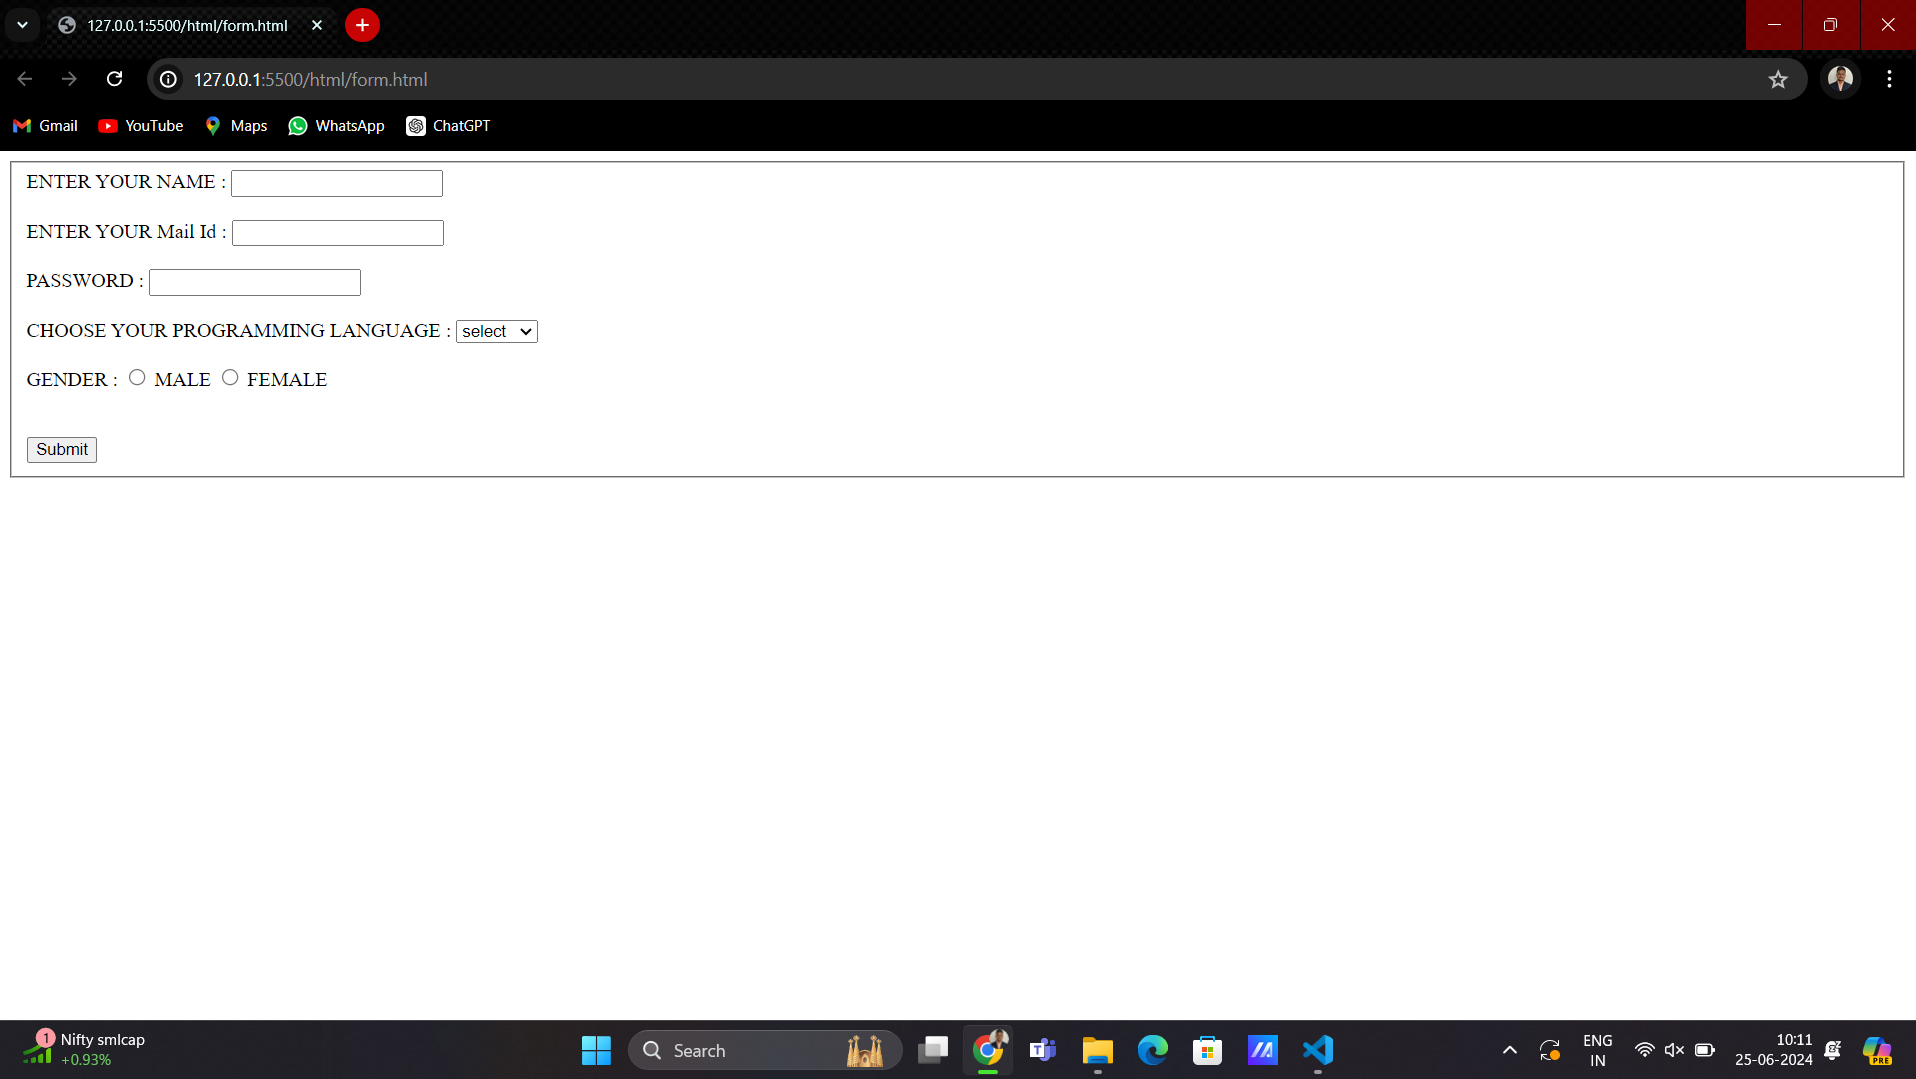 127.0.0.1:5500/html/form.html
127.0.0.1:5500/html/form.html
Gmail YouTube Maps WhatsApp ChatGPT
ENTER YOUR NAME :
ENTER YOUR Mail Id :
PASSWORD :
CHOOSE YOUR PROGRAMMING LANGUAGE : select
GENDER : MALE FEMALE
Submit
1 Nifty smlcap
+0.93%
Search
PRE
ENG
IN
10:11
25-06-2024